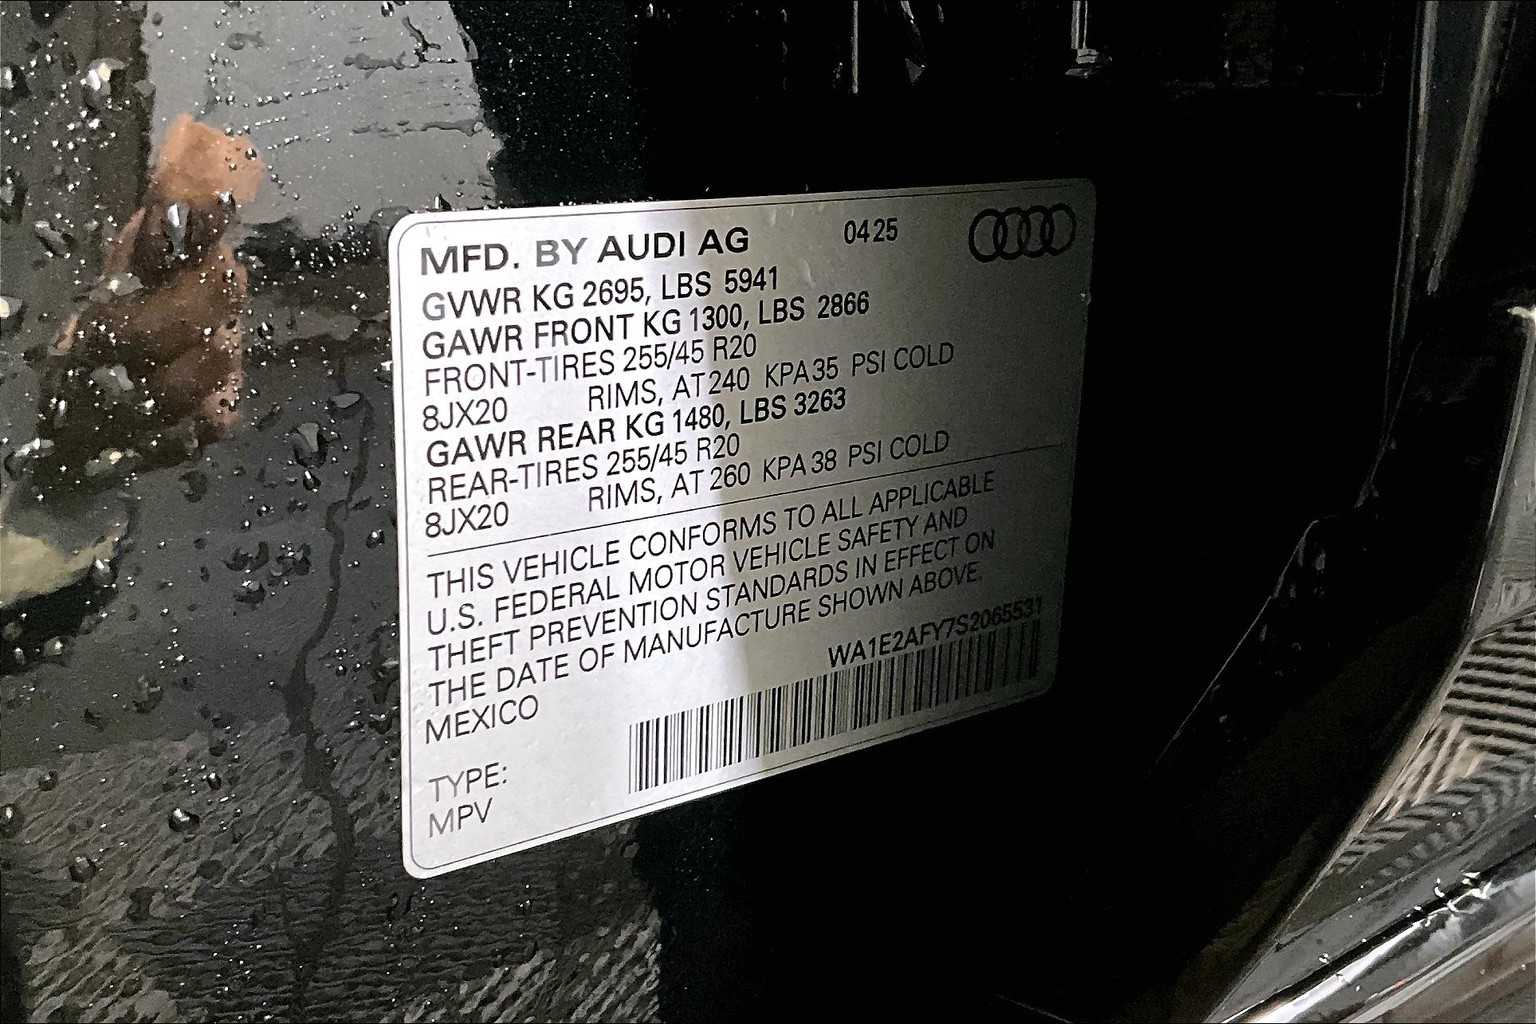 MFD. BY AUDI AG 0425
GVWR KG 2695, LBS 5941
GAWR FRONT KG 1300, LBS 2866
FRONT-TIRES 255/45 R20
8JX20 RIMS, AT 240 KPA 35 PSI COLD
GAWR REAR KG 1480, LBS 3263
REAR-TIRES 255/45 R20
8JX20 RIMS, AT 260 KPA 38 PSI COLD
THIS VEHICLE CONFORMS TO ALL APPLICABLE
U.S. FEDERAL MOTOR VEHICLE SAFETY AND
THEFT PREVENTION STANDARDS IN EFFECT ON
THE DATE OF MANUFACTURE SHOWN ABOVE.
MEXICO WA1E2AFY7S2065531
TYPE:
MPV